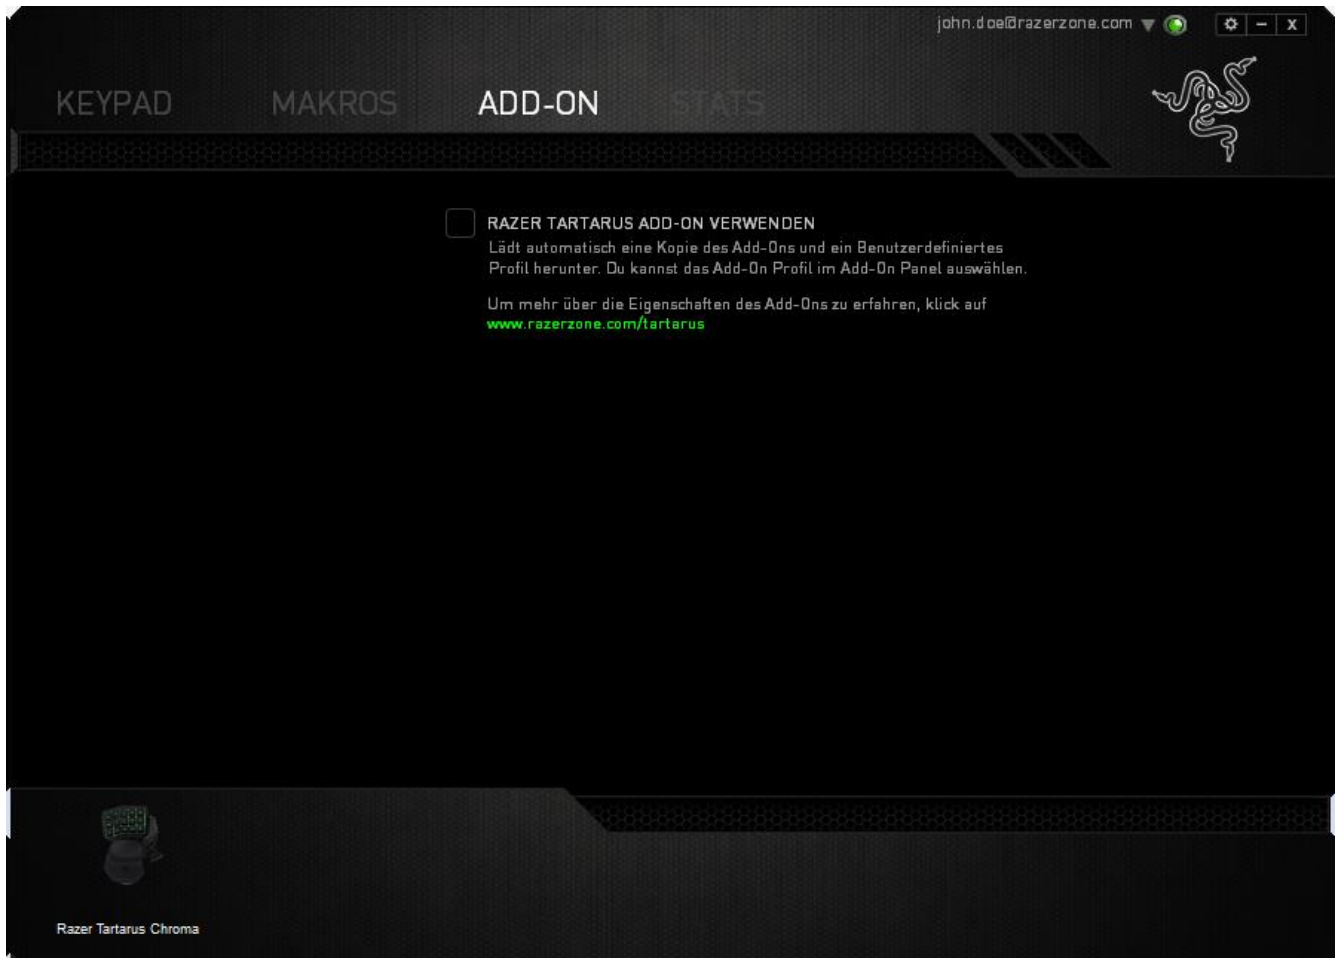 john.doe@razerzone.com
KEYPAD MAKROS ADD-ON STATS
RAZER TARTARUS ADD-ON VERWENDEN
Lädt automatisch eine Kopie des Add-Ons und ein Benutzerdefiniertes
Profil herunter. Du kannst das Add-On Profil im Add-On Panel auswählen.
Um mehr über die Eigenschaften des Add-Ons zu erfahren, klick auf
www.razerzone.com/tartarus
Razer Tartarus Chroma